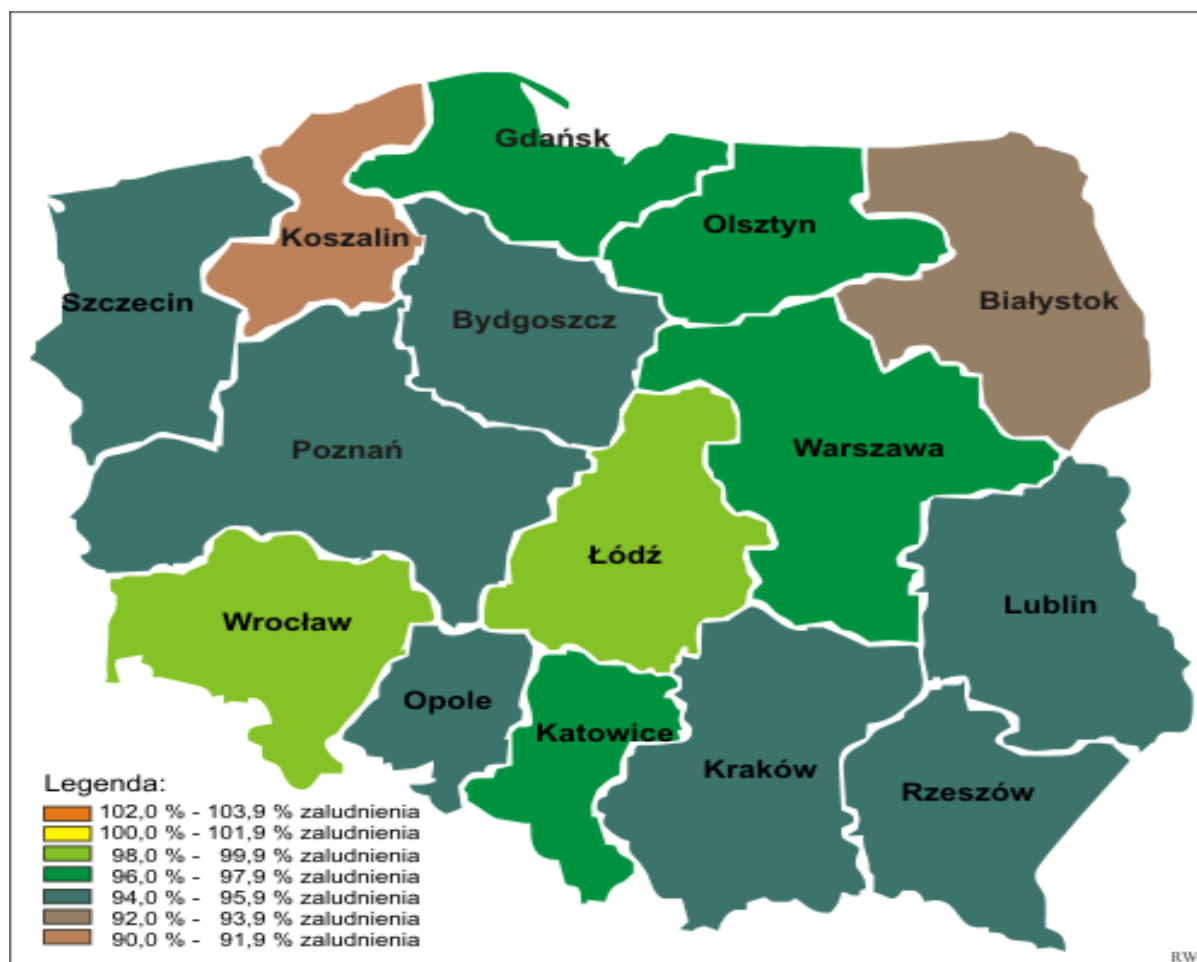 Gdańsk
Olsztyn
Koszalin
Szczecin
Białystok
Bydgoszcz
Poznań
Warszawa
Łódź
Wrocław
Lublin
Opole
Katowice
Kraków
Rzeszów
Legenda:
102,0 % - 103,9 % zaludnienia
100,0 % - 101,9 % zaludnienia
98,0 % - 99,9 % zaludnienia
96,0 % - 97,9 % zaludnienia
94,0 % - 95,9 % zaludnienia
92,0 % - 93,9 % zaludnienia
90,0 % - 91,9 % zaludnienia
RW